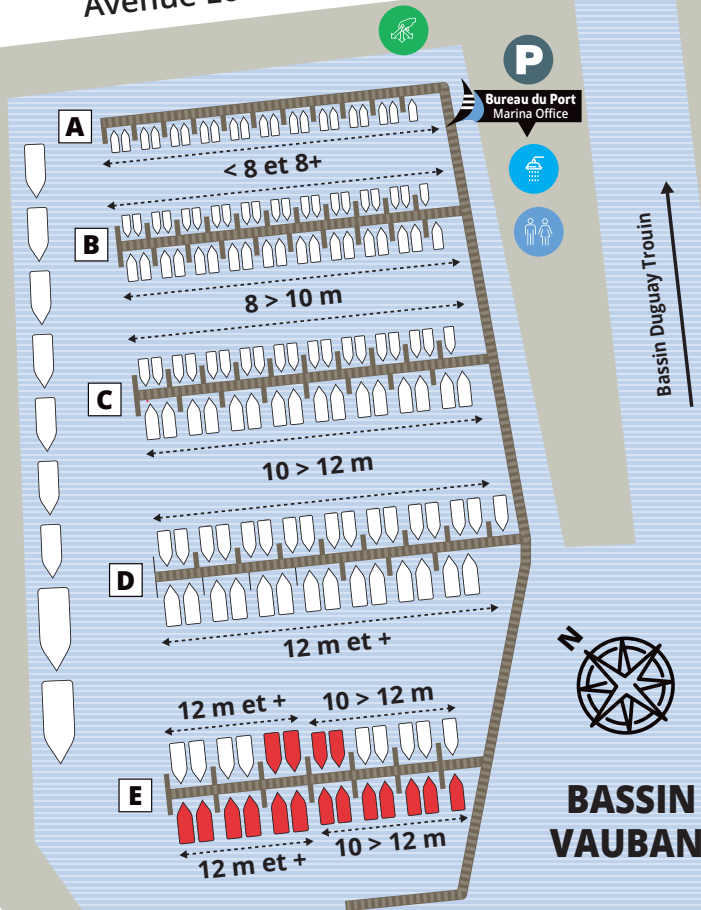 P
Bureau du Port
Marina Office
A
< 8 et 8+
B
8 > 10 m
Bassin Duguay Trouin
C
10 > 12 m
D
12 m et +
N
12 m et +
10 > 12 m
E
BASSIN
VAUBAN
12 m et +
10 > 12 m